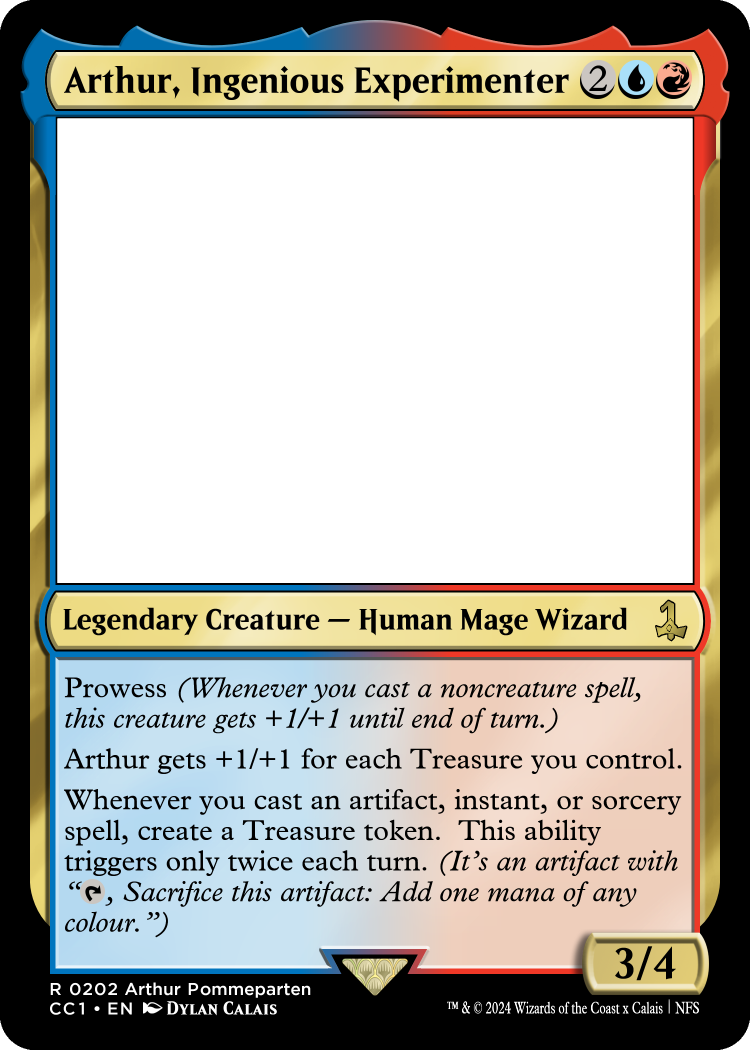 Arthur, Ingenious Experimenter 2
Legendary Creature — Human Mage Wizard
Prowess (Whenever you cast a noncreature spell,
this creature gets +1/+1 until end of turn.)
Arthur gets +1/+1 for each Treasure you control.
Whenever you cast an artifact, instant, or sorcery
spell, create a Treasure token.  This ability
triggers only twice each turn. (It's an artifact with
“, Sacrifice this artifact: Add one mana of any
colour.”)
3/4
R 0202 Arthur Pommeparten
CC1 • EN DYLAN CALAIS
™ & © 2024 Wizards of the Coast x Calais | NFS